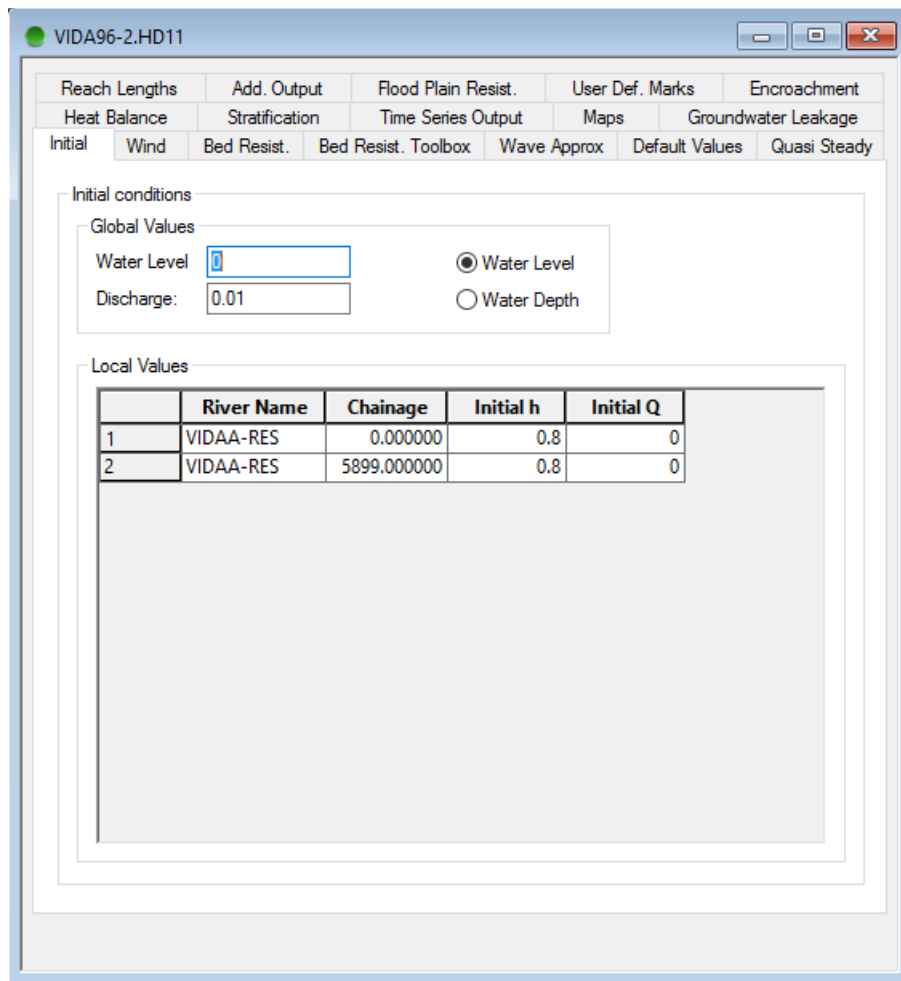 VIDA96-2.HD11
Reach Lengths Add. Output Flood Plain Resist. User Def. Marks Encroachment
Heat Balance Stratification Time Series Output Maps Groundwater Leakage
Initial Wind Bed Resist. Bed Resist. Toolbox Wave Approx Default Values Quasi Steady
Initial conditions
Global Values
Water Level 0 Water Level
Discharge: 0.01 Water Depth
Local Values
River Name Chainage Initial h Initial Q
1 VIDAA-RES 0.000000 0.8 0
2 VIDAA-RES 5899.000000 0.8 0